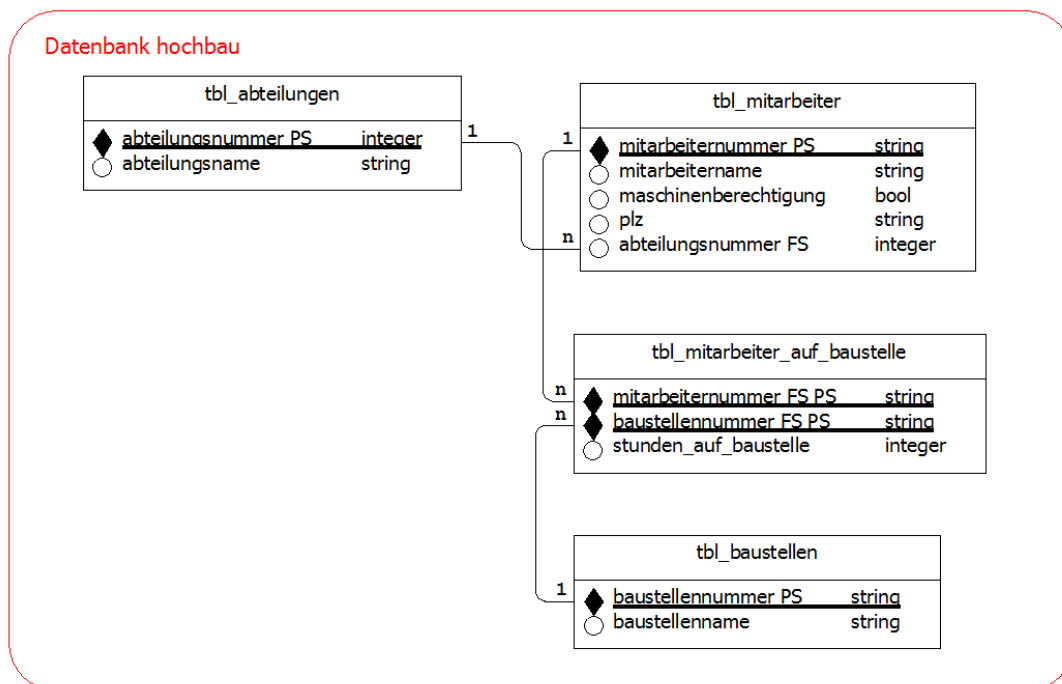 Datenbank hochbau
tbl_abteilungen
abteilungsnummer PS integer
abteilungsname string
1
n
tbl_mitarbeiter
1
mitarbeiternummer PS string
mitarbeitername string
maschinenberechtigung bool
plz string
abteilungsnummer FS integer
tbl_mitarbeiter_auf_baustelle
n
mitarbeiternummer FS PS string
n
baustellennummer FS PS string
stunden_auf_baustelle integer
tbl_baustellen
1
baustellennummer PS string
baustellenname string